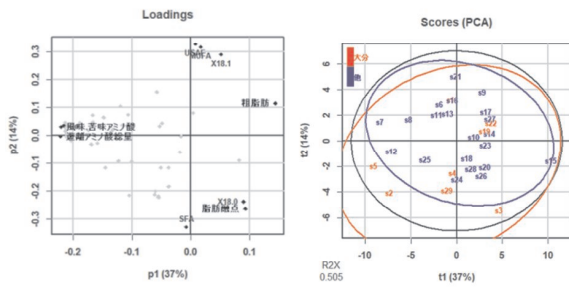 Loadings
0.3
0.2
0.1
0.0
-0.1
-0.2
-0.3
p2 (14%)
X18.1
粗脂肪
風味.苦味アミノ酸
遊離アミノ酸総量
X18.0
脂肪融点
SFA
-0.2
-0.1
0.0
0.1
p1 (37%)
Scores (PCA)
大分
他
6
4
2
0
-2
-4
-6
t2 (14%)
s21
s9
s6
s16
s11
s13
s17
s27
s22
s7
s8
s19
s14
s10
s12
s23
s25
s18
s15
s5
s4
s28
s20
s24
s26
s2
s29
s3
-10
-5
0
5
10
R2X
0.505
t1 (37%)